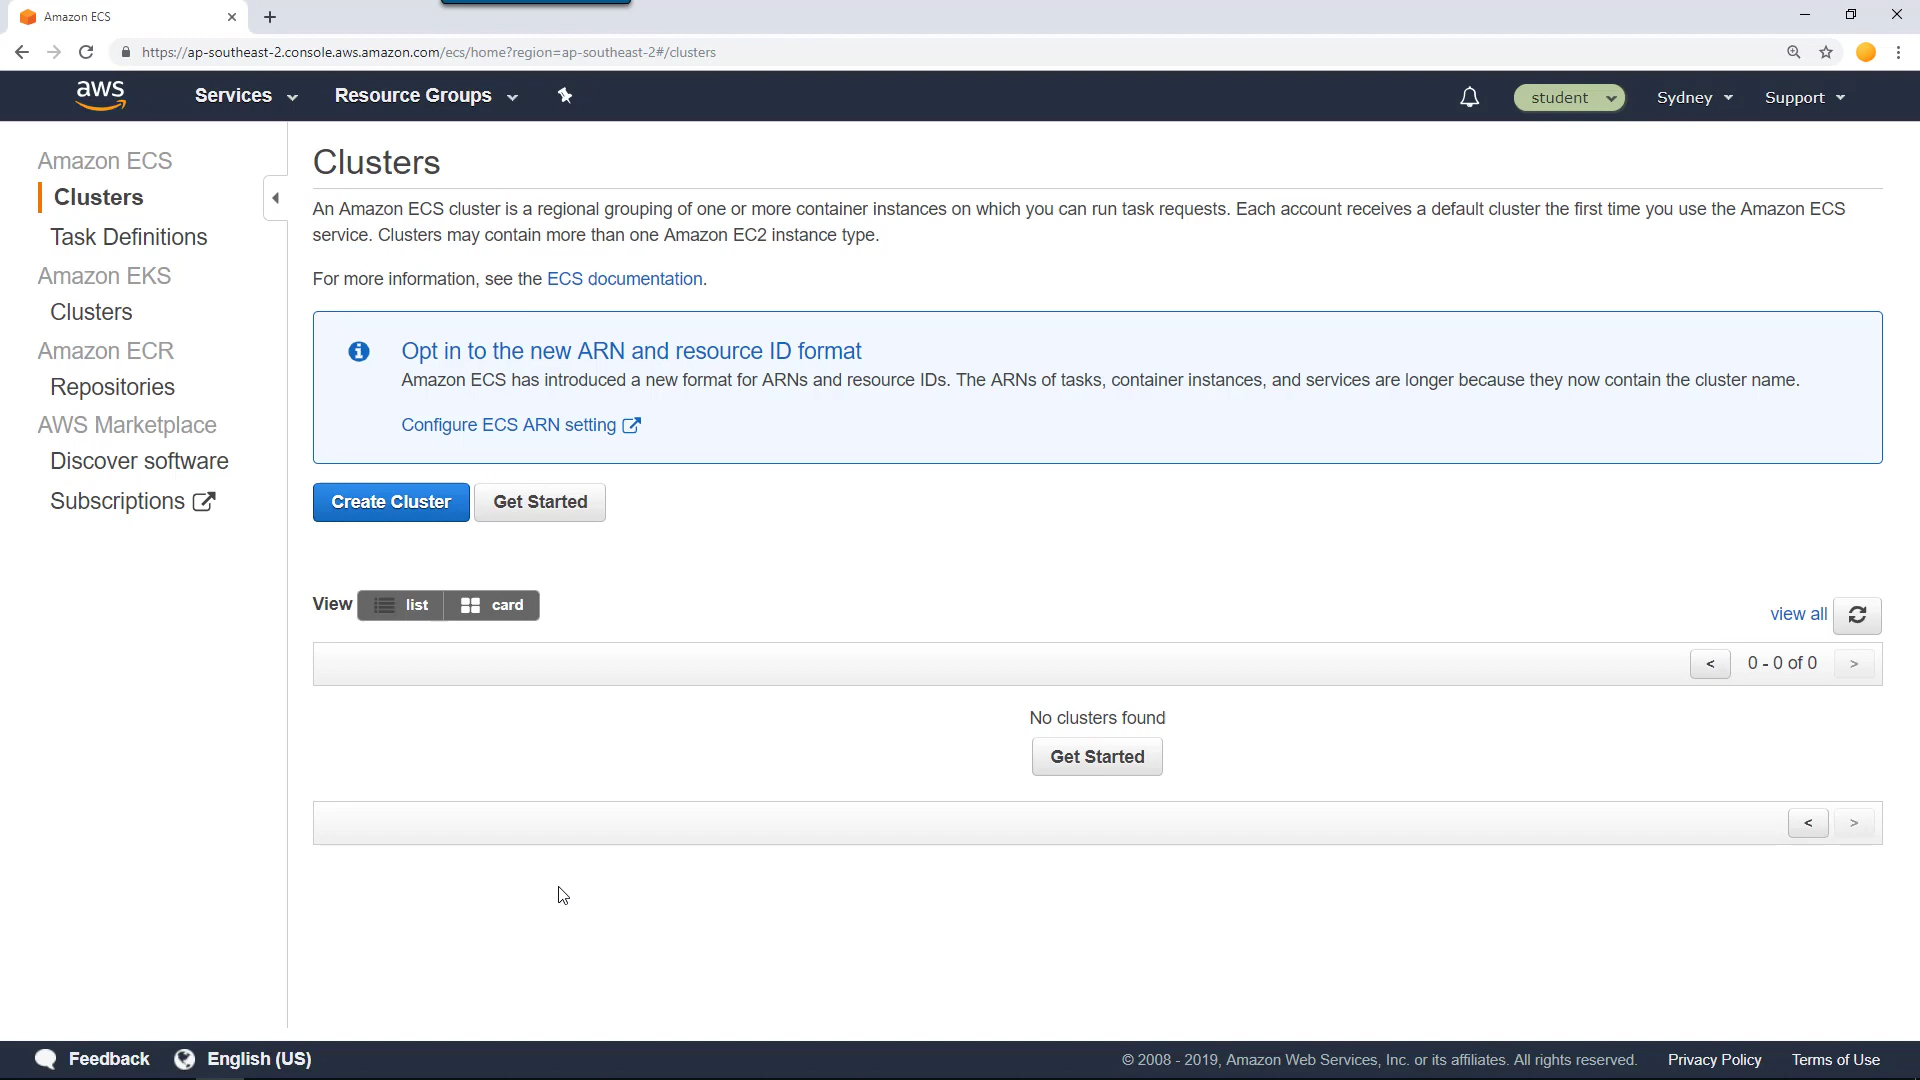 Amazon ECS
https://ap-southeast-2.console.aws.amazon.com/ecs/home?region=ap-southeast-2#/clusters
aws
Services
Resource Groups
student
Sydney
Support
Amazon ECS
Clusters
Task Definitions
Amazon EKS
Clusters
Amazon ECR
Repositories
AWS Marketplace
Discover software
Subscriptions
Clusters
An Amazon ECS cluster is a regional grouping of one or more container instances on which you can run task requests. Each account receives a default cluster the first time you use the Amazon ECS
service. Clusters may contain more than one Amazon EC2 instance type.
For more information, see the ECS documentation.
Opt in to the new ARN and resource ID format
Amazon ECS has introduced a new format for ARNs and resource IDs. The ARNs of tasks, container instances, and services are longer because they now contain the cluster name.
Configure ECS ARN setting
Create Cluster
Get Started
View
list
card
view all
<
0 - 0 of 0
>
No clusters found
Get Started
<
>
Feedback
English (US)
© 2008 - 2019, Amazon Web Services, Inc. or its affiliates. All rights reserved.
Privacy Policy
Terms of Use